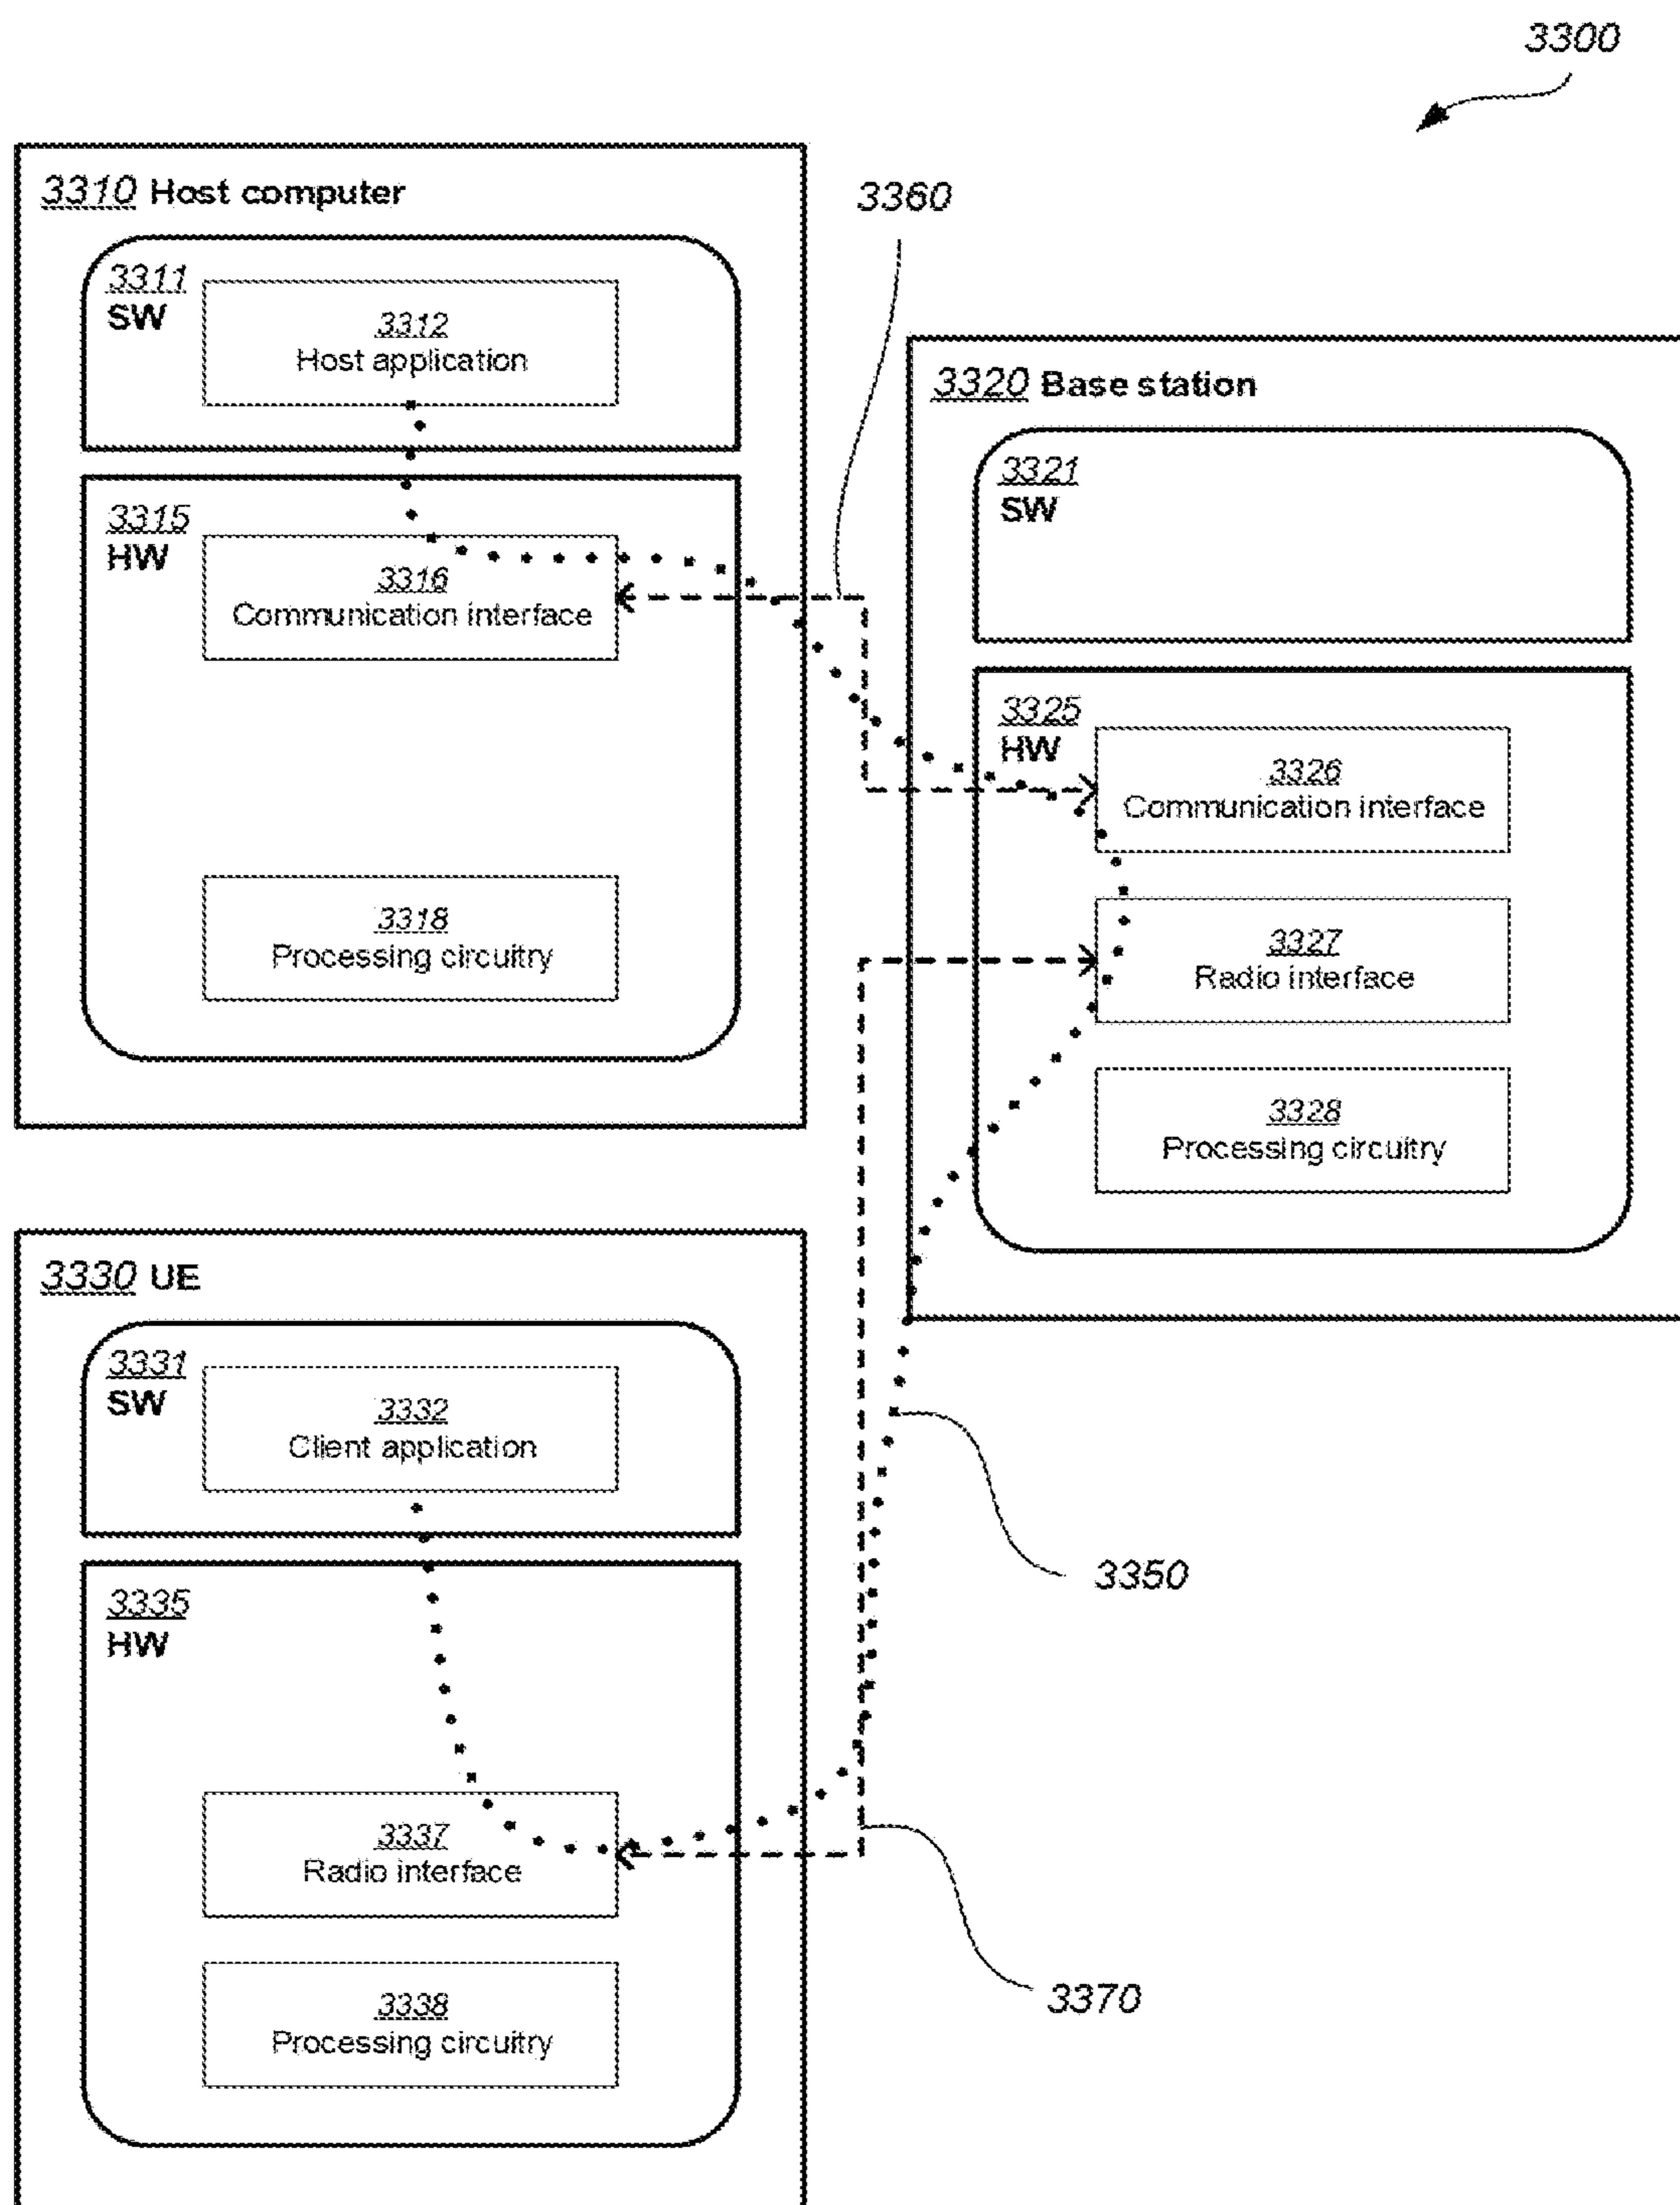 3300
3310 Host computer
3311
SW
3312
Host application
3315
HW
3316
Communication interface
3318
Processing circuitry
3360
3320 Base station
3321
SW
3325
HW
3326
Communication interface
3327
Radio interface
3328
Processing circuitry
3330 UE
3331
SW
3332
Client application
3335
HW
3337
Radio interface
3338
Processing circuitry
3350
3370